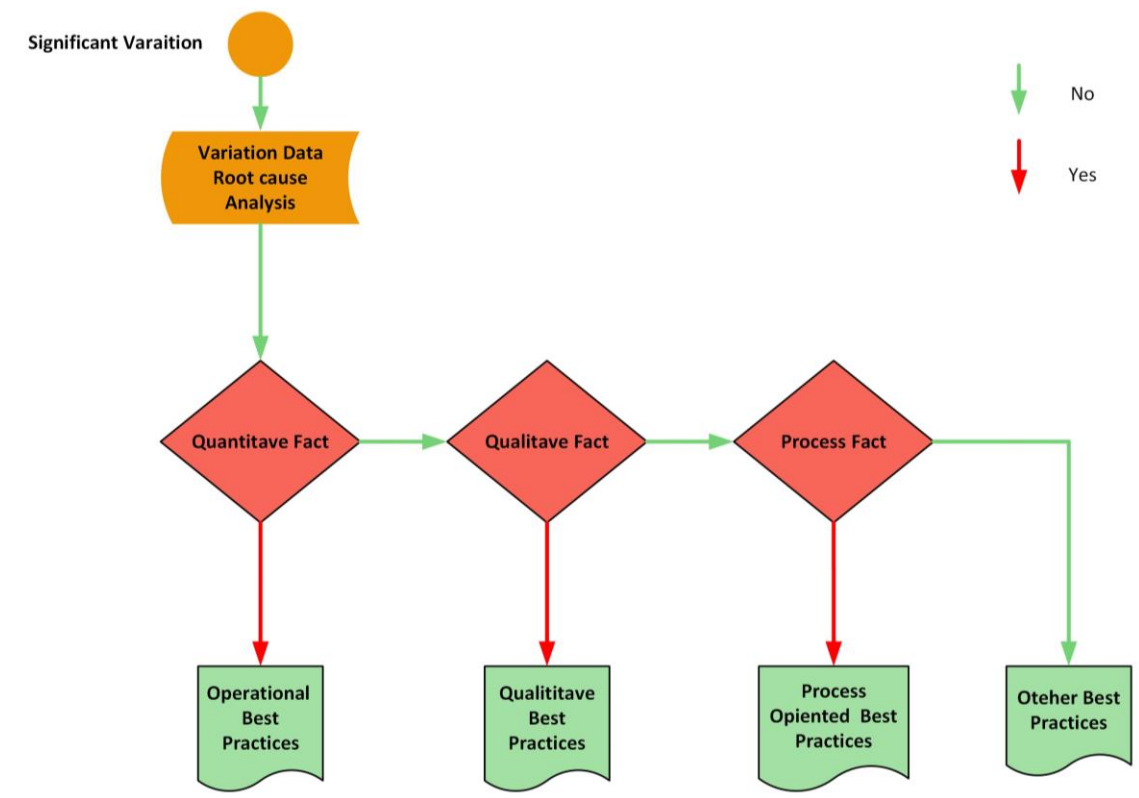 Significant Varaition
No
Variation Data
Root cause
Analysis
Yes
Quantitave Fact
Qualitave Fact
Process Fact
Operational
Best
Practices
Qualititave
Best
Practices
Process
Opiented Best
Practices
Oteher Best
Practices